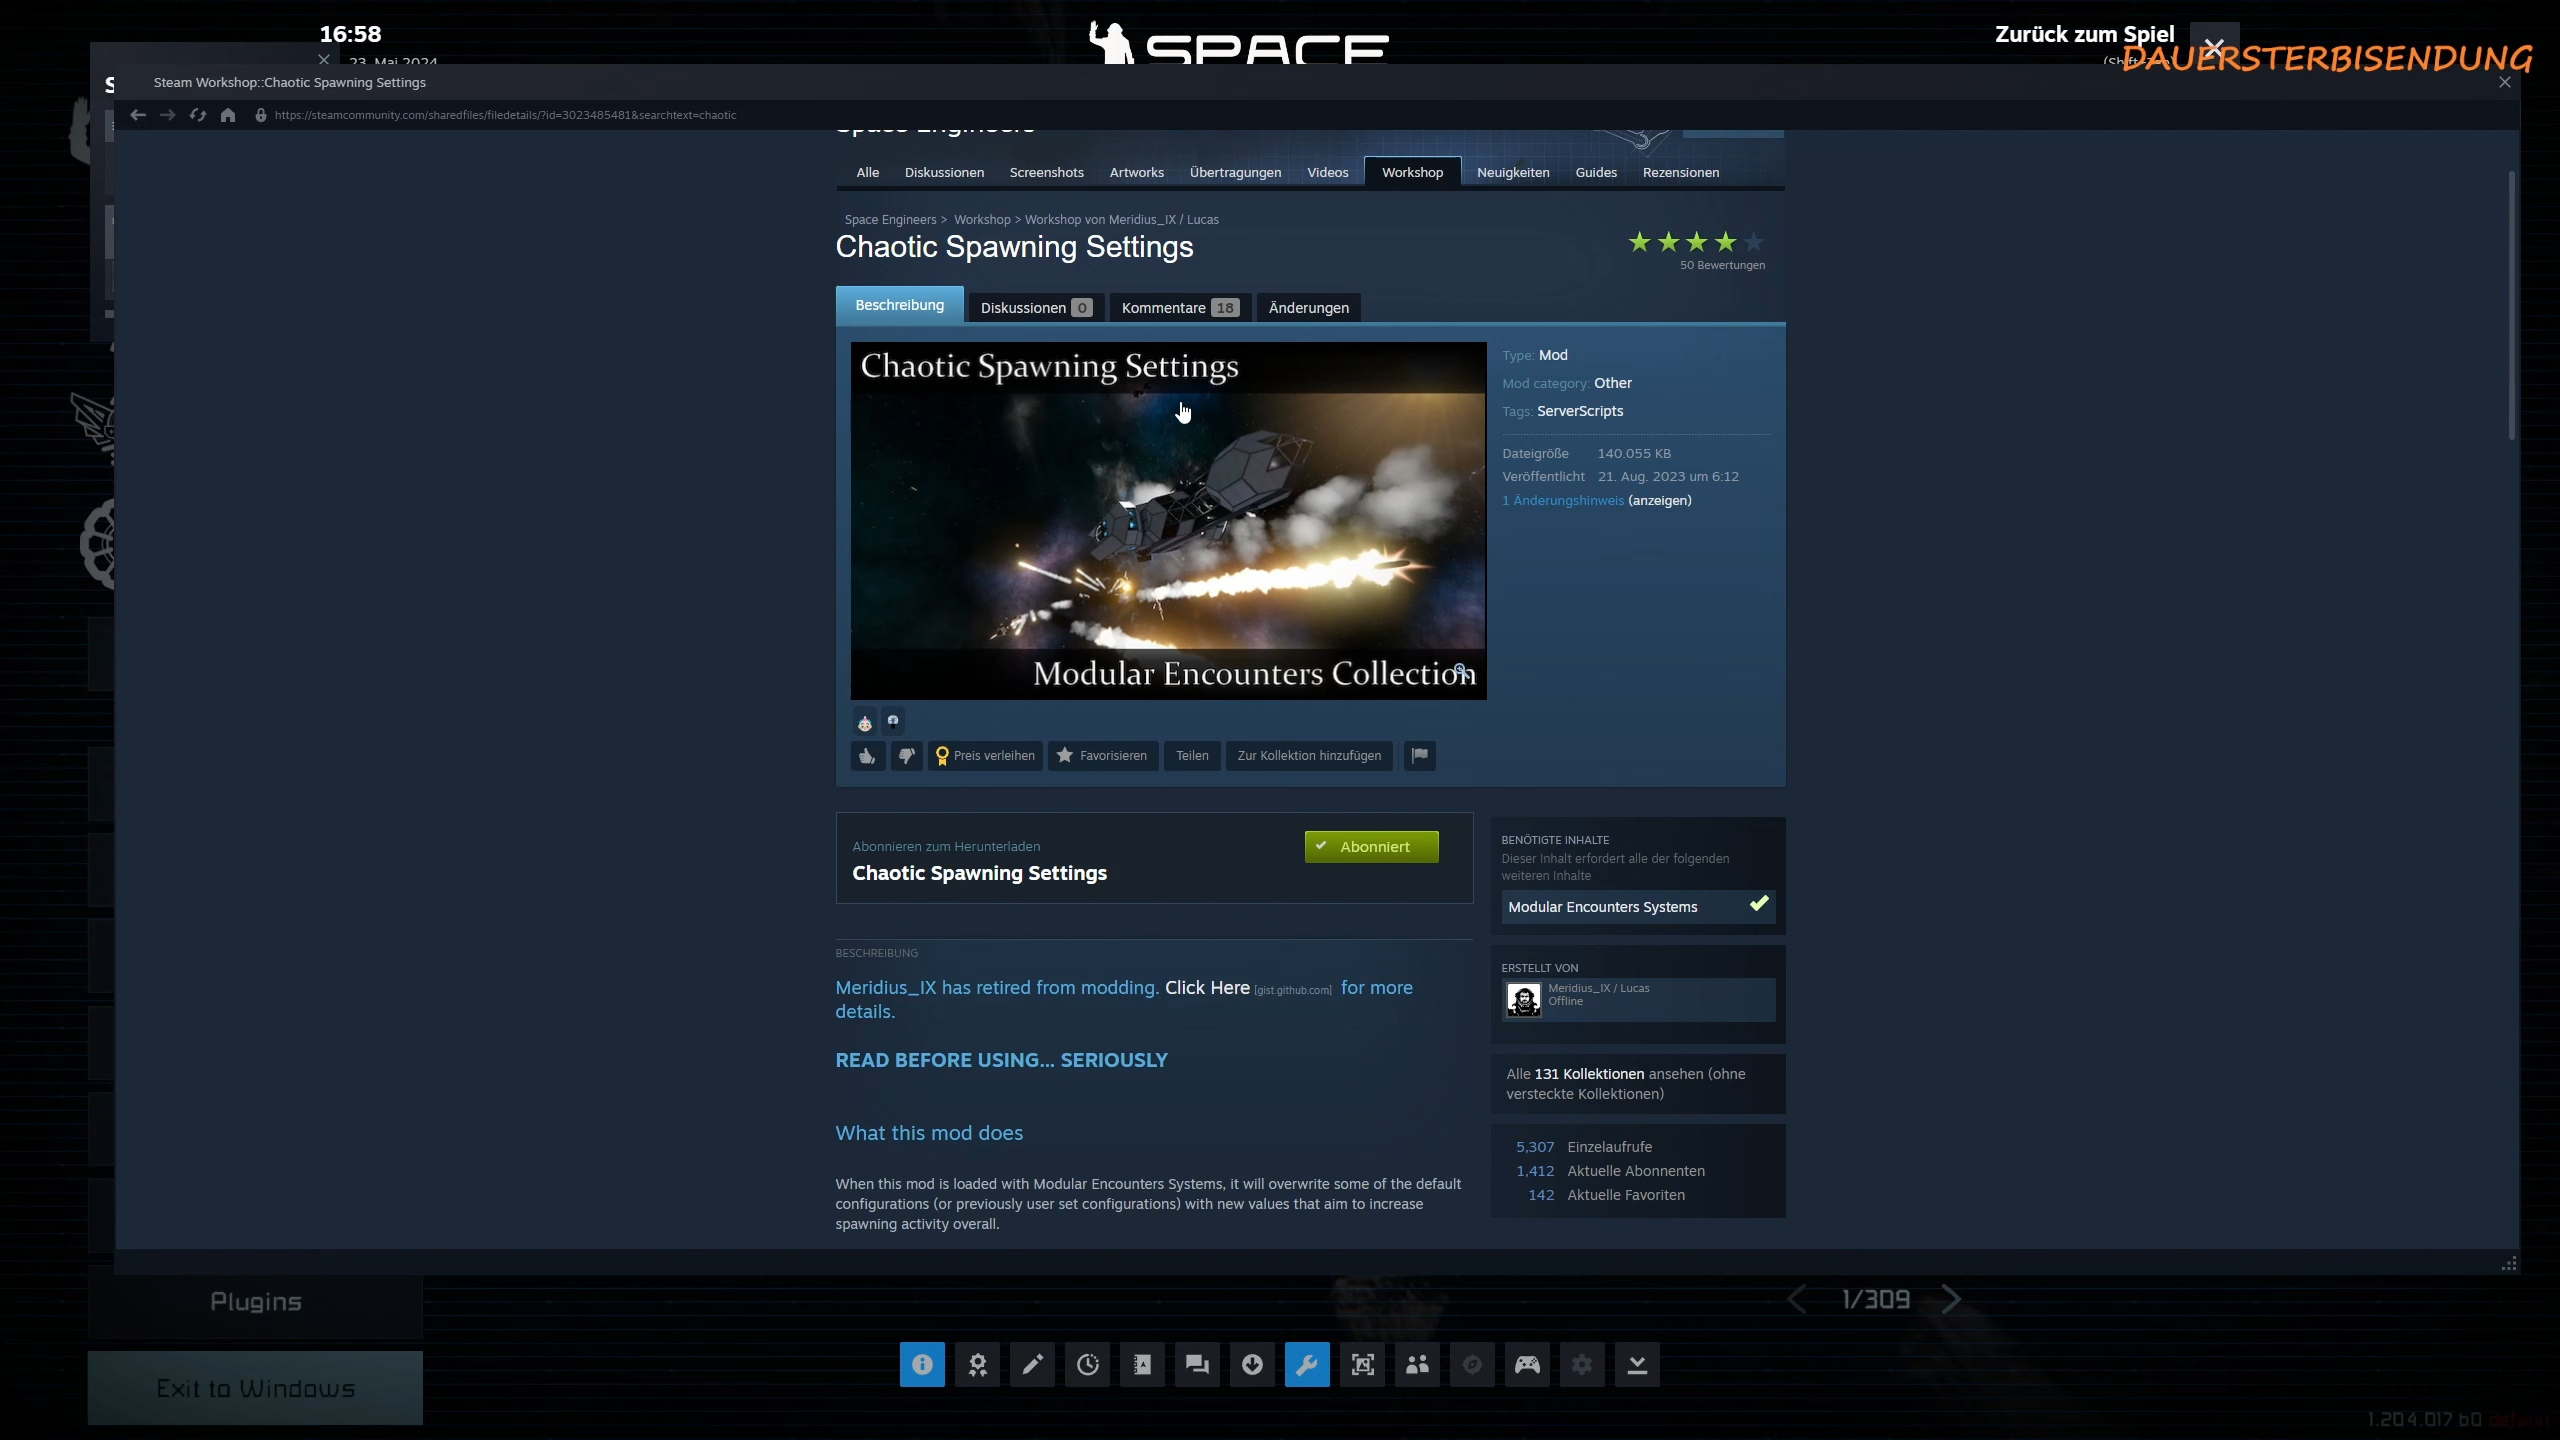 16:58
23. Mai 2024
SPACE
Zurück zum Spiel
DAUERSTERBISENDUNG
Steam Workshop::Chaotic Spawning Settings
https://steamcommunity.com/sharedfiles/filedetails/?id=3023485481&searchtext=chaotic
Space Engineers
Alle Diskussionen Screenshots Artworks Übertragungen Videos Workshop Neuigkeiten Guides Rezensionen
Space Engineers > Workshop > Workshop von Meridius_IX / Lucas
Chaotic Spawning Settings
50 Bewertungen
Beschreibung Diskussionen 0 Kommentare 18 Änderungen
Chaotic Spawning Settings
Modular Encounters Collection
Type: Mod
Mod category: Other
Tags: ServerScripts
Dateigröße 140.055 KB
Veröffentlicht 21. Aug. 2023 um 6:12
1 Änderungshinweis (anzeigen)
Preis verleihen Favorisieren Teilen Zur Kollektion hinzufügen
Abonnieren zum Herunterladen
Chaotic Spawning Settings
Abonniert
BENÖTIGTE INHALTE
Dieser Inhalt erfordert alle der folgenden
weiteren Inhalte
Modular Encounters Systems
ERSTELLT VON
Meridius_IX / Lucas
Offline
Alle 131 Kollektionen ansehen (ohne
versteckte Kollektionen)
5,307 Einzelaufrufe
1,412 Aktuelle Abonnenten
142 Aktuelle Favoriten
BESCHREIBUNG
Meridius_IX has retired from modding. Click Here [gist.github.com] for more
details.
READ BEFORE USING... SERIOUSLY
What this mod does
When this mod is loaded with Modular Encounters Systems, it will overwrite some of the default
configurations (or previously user set configurations) with new values that aim to increase
spawning activity overall.
Plugins
Exit to Windows
1/309
1.204.017 b0 default